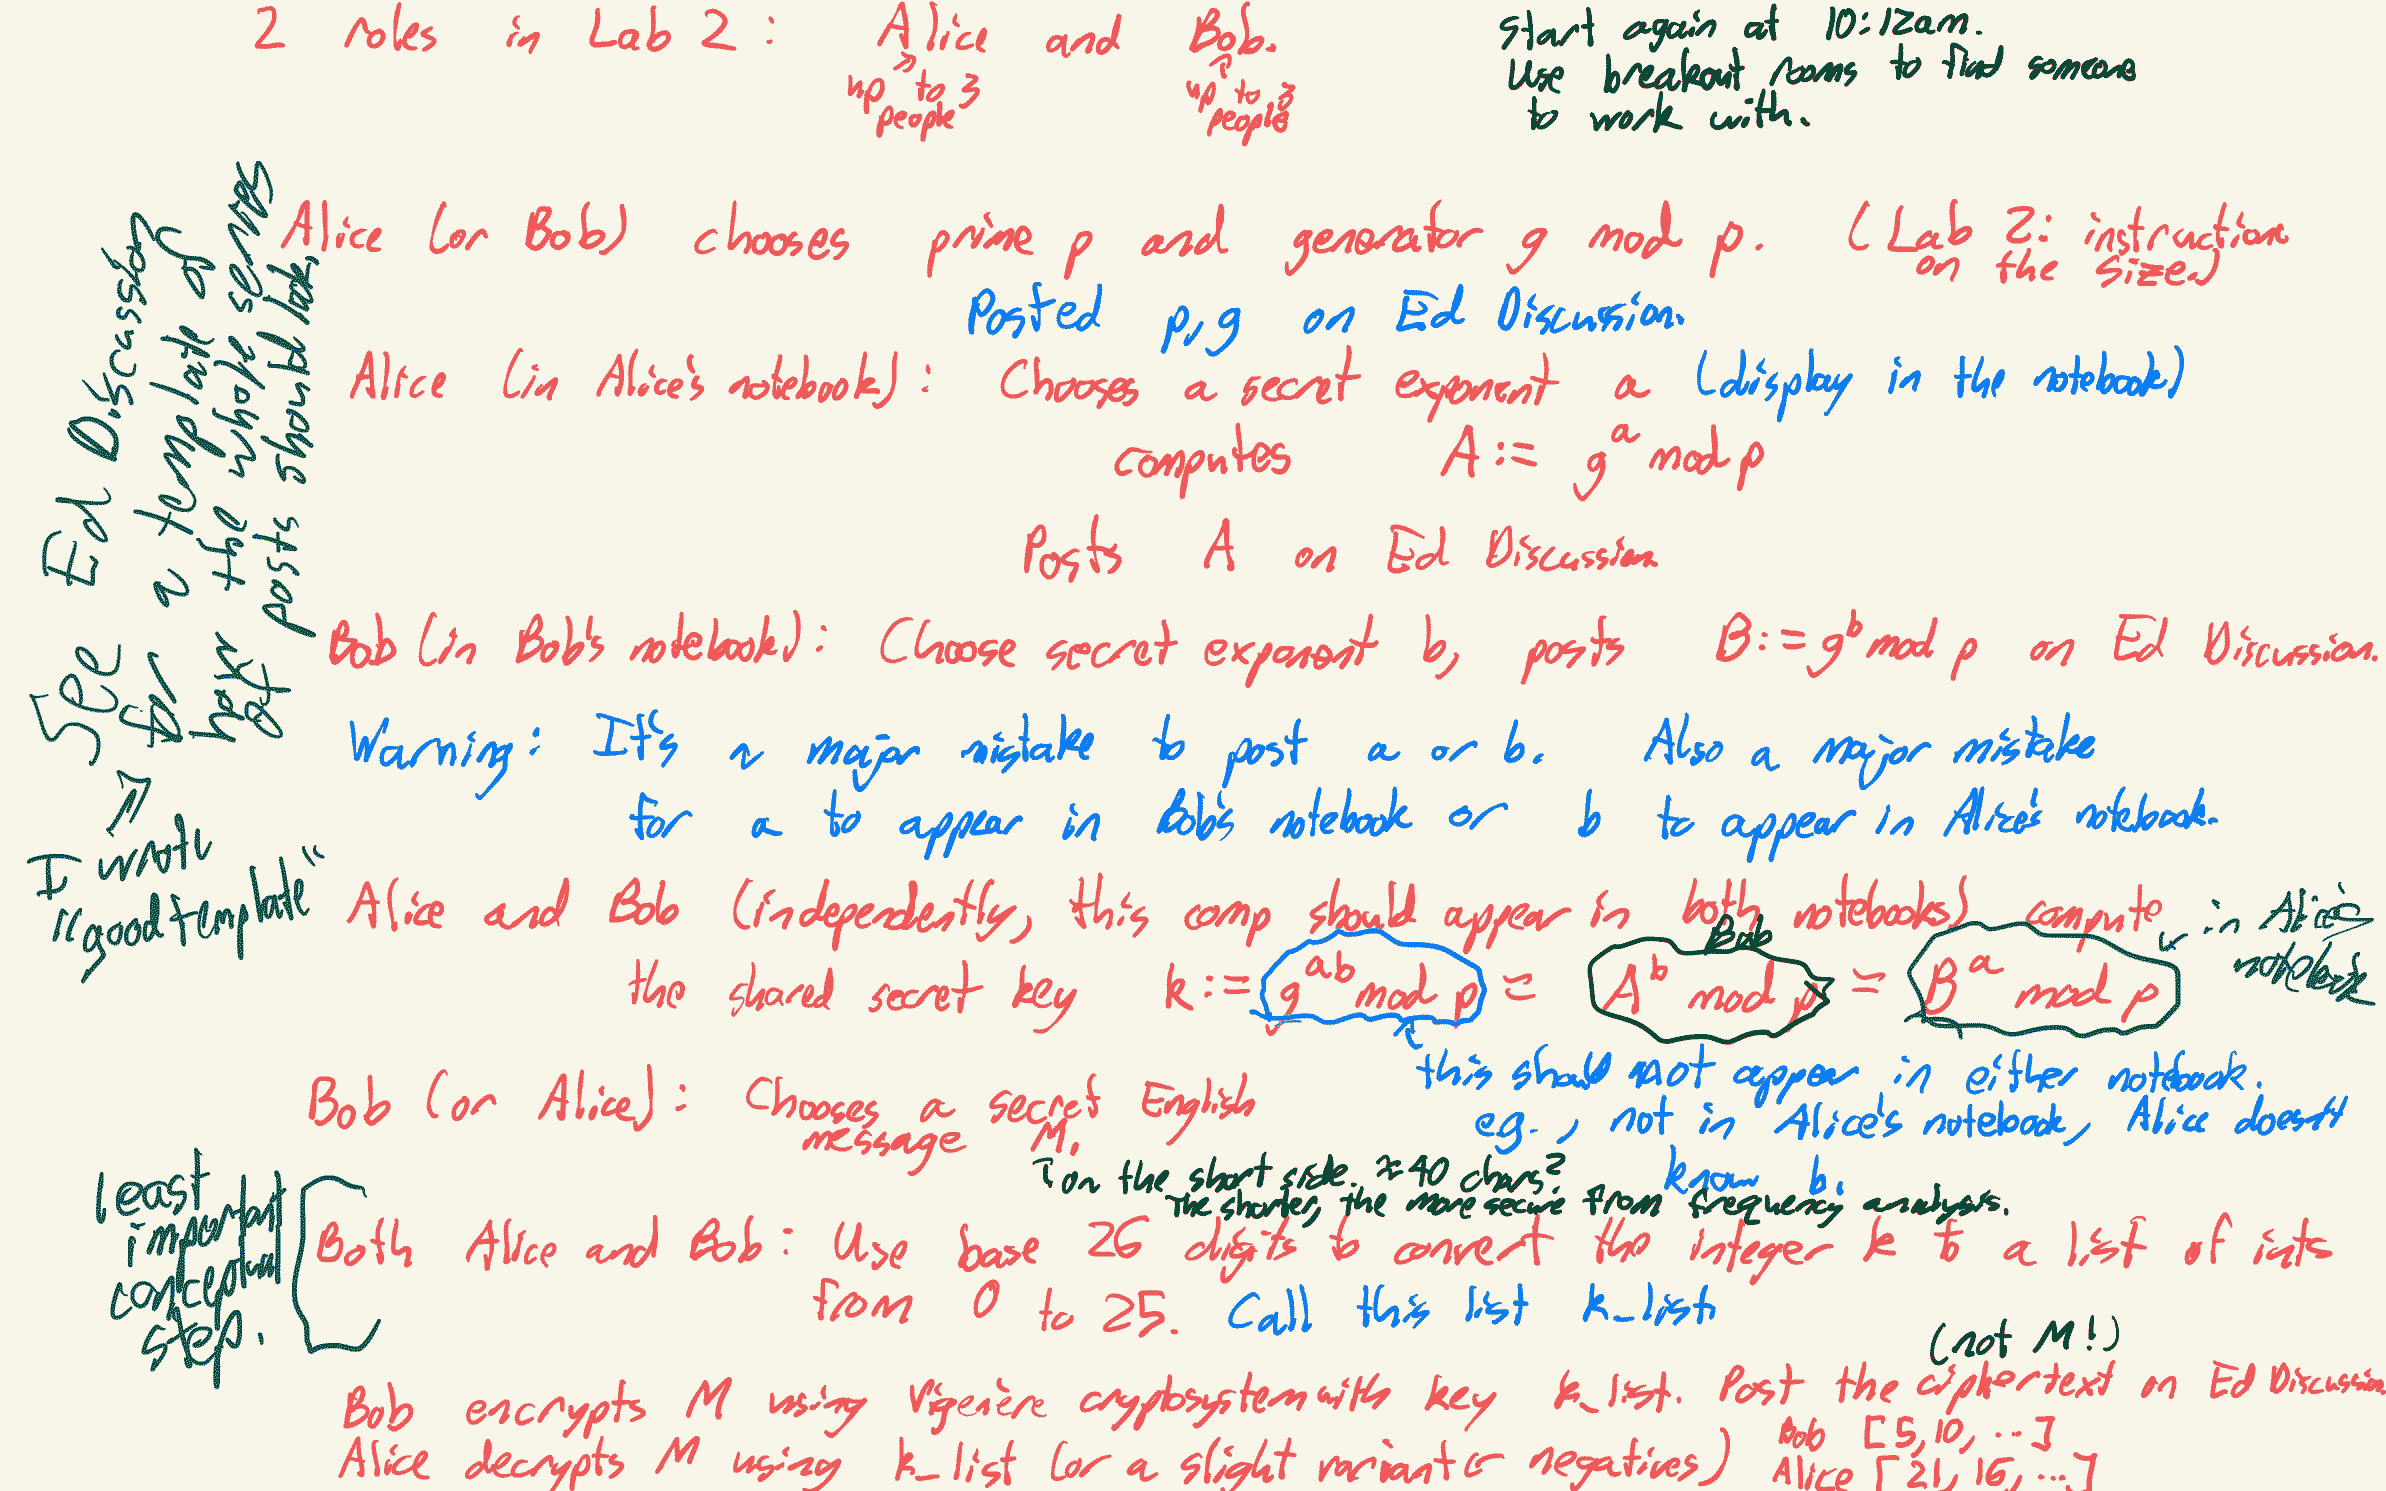 2 roles in Lab 2: Alice and Bob.
up to 3 people
up to 3 people
Start again at 10:12am.
Use breakout rooms to find someone
to work with.
Alice (or Bob) chooses prime p and generator g mod p. (Lab 2: instructions
on the size.)
Posted p, g on Ed Discussion.
Alice (in Alice's notebook): Chooses a secret exponent a (display in the notebook)
computes A := g^a mod p
Posts A on Ed Discussion
Bob (in Bob's notebook): Choose secret exponent b, posts B := g^b mod p on Ed Discussion.
Warning: It's a major mistake to post a or b. Also a major mistake
for a to appear in Bob's notebook or b to appear in Alice's notebook.
See Ed Discussion
for a template of
how the whole series
of posts should look.
I wrote
"good template"
Alice and Bob (independently, this comp should appear in both notebooks) compute
the shared secret key k := g^ab mod p = A^b mod p = B^a mod p
Bob
in Alice's
notebook
this should not appear in either notebook.
e.g., not in Alice's notebook, Alice doesn't
know b.
Bob (or Alice): Chooses a secret English
message M.
on the short side. ≈40 chars?
The shorter, the more secure from frequency analysis.
least
important
conceptual
step.
Both Alice and Bob: Use base 26 digits to convert the integer k to a list of ints
from 0 to 25. Call this list k_list.
(not M!)
Bob encrypts M using Vigenère cryptosystem with key k_list. Post the ciphertext on Ed Discussion.
Alice decrypts M using k_list (or a slight variant ← negatives)
Bob [5, 10, ...]
Alice [21, 16, ...]